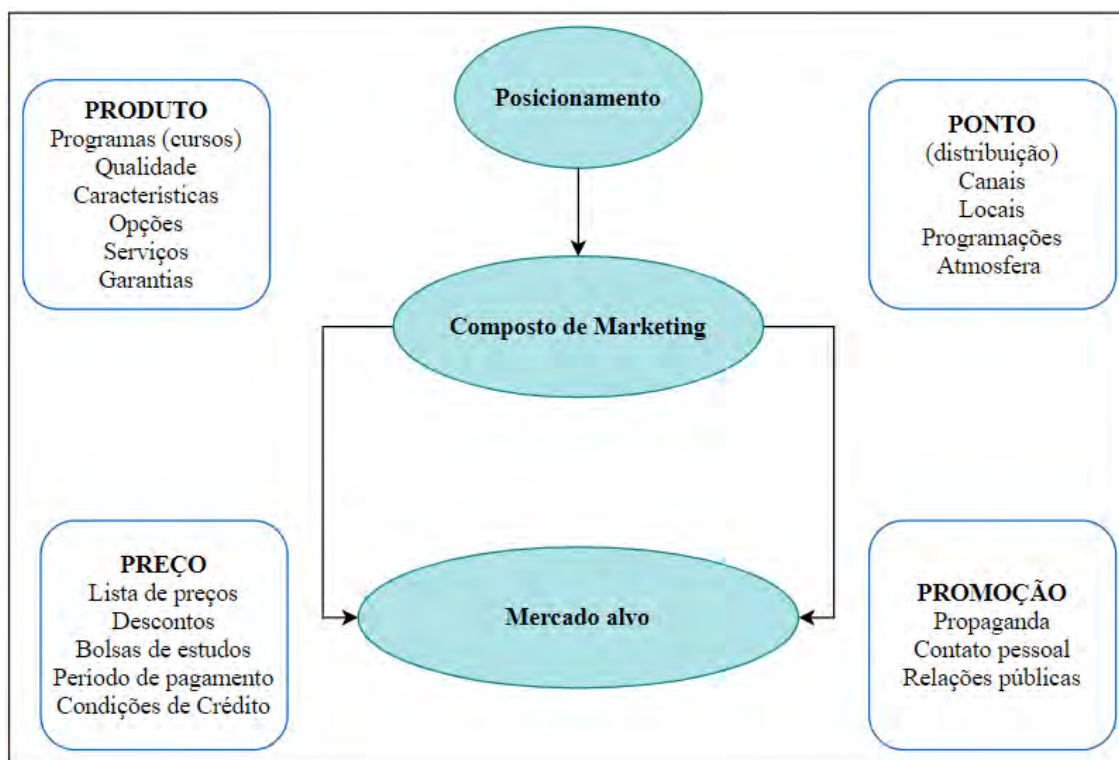 Posicionamento
PRODUTO
Programas (cursos)
Qualidade
Características
Opções
Serviços
Garantias
PONTO
(distribuição)
Canais
Locais
Programações
Atmosfera
Composto de Marketing
PREÇO
Lista de preços
Descontos
Bolsas de estudos
Período de pagamento
Condições de Crédito
Mercado alvo
PROMOÇÃO
Propaganda
Contato pessoal
Relações públicas